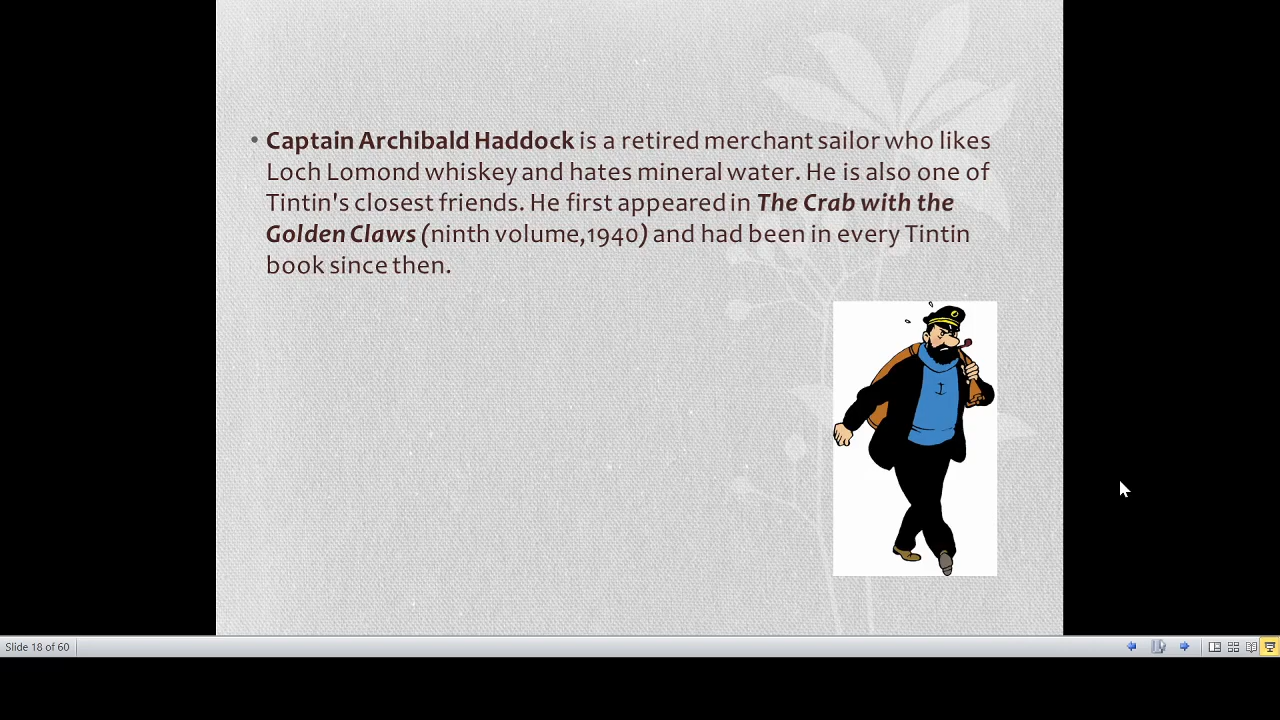 • Captain Archibald Haddock is a retired merchant sailor who likes
Loch Lomond whiskey and hates mineral water. He is also one of
Tintin's closest friends. He first appeared in The Crab with the
Golden Claws (ninth volume,1940) and had been in every Tintin
book since then.
Slide 18 of 60